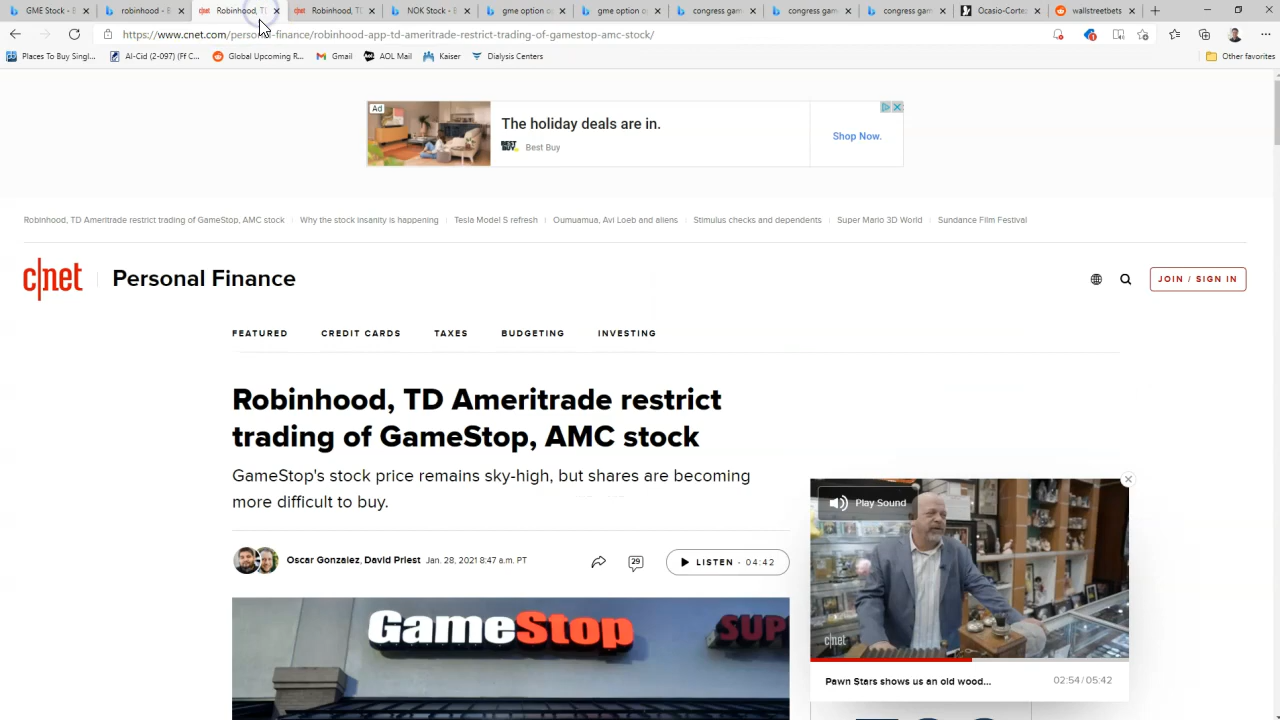 GME Stock - B
robinhood - B
Robinhood, T
Robinhood, TD
NOK Stock - B
gme option
gme option o
congress gam
congress gam
congress gam
Ocasio-Cortez
wallstreetbets
https://www.cnet.com/personal-finance/robinhood-app-td-ameritrade-restrict-trading-of-gamestop-amc-stock/
Places To Buy Singl...
Al-Cid (2-097) (Ff C...
Global Upcoming R...
Gmail
AOL Mail
Kaiser
Dialysis Centers
Other favorites
Ad
The holiday deals are in.
BEST BUY
Best Buy
Shop Now.
Robinhood, TD Ameritrade restrict trading of GameStop, AMC stock
Why the stock insanity is happening
Tesla Model S refresh
Oumuamua, Avi Loeb and aliens
Stimulus checks and dependents
Super Mario 3D World
Sundance Film Festival
c|net
Personal Finance
JOIN / SIGN IN
FEATURED
CREDIT CARDS
TAXES
BUDGETING
INVESTING
Robinhood, TD Ameritrade restrict
trading of GameStop, AMC stock
GameStop's stock price remains sky-high, but shares are becoming
more difficult to buy.
Oscar Gonzalez, David Priest Jan. 28, 2021 8:47 a.m. PT
29
LISTEN - 04:42
GameStop
SUP
Play Sound
c|net
Pawn Stars shows us an old wood...
02:54/05:42